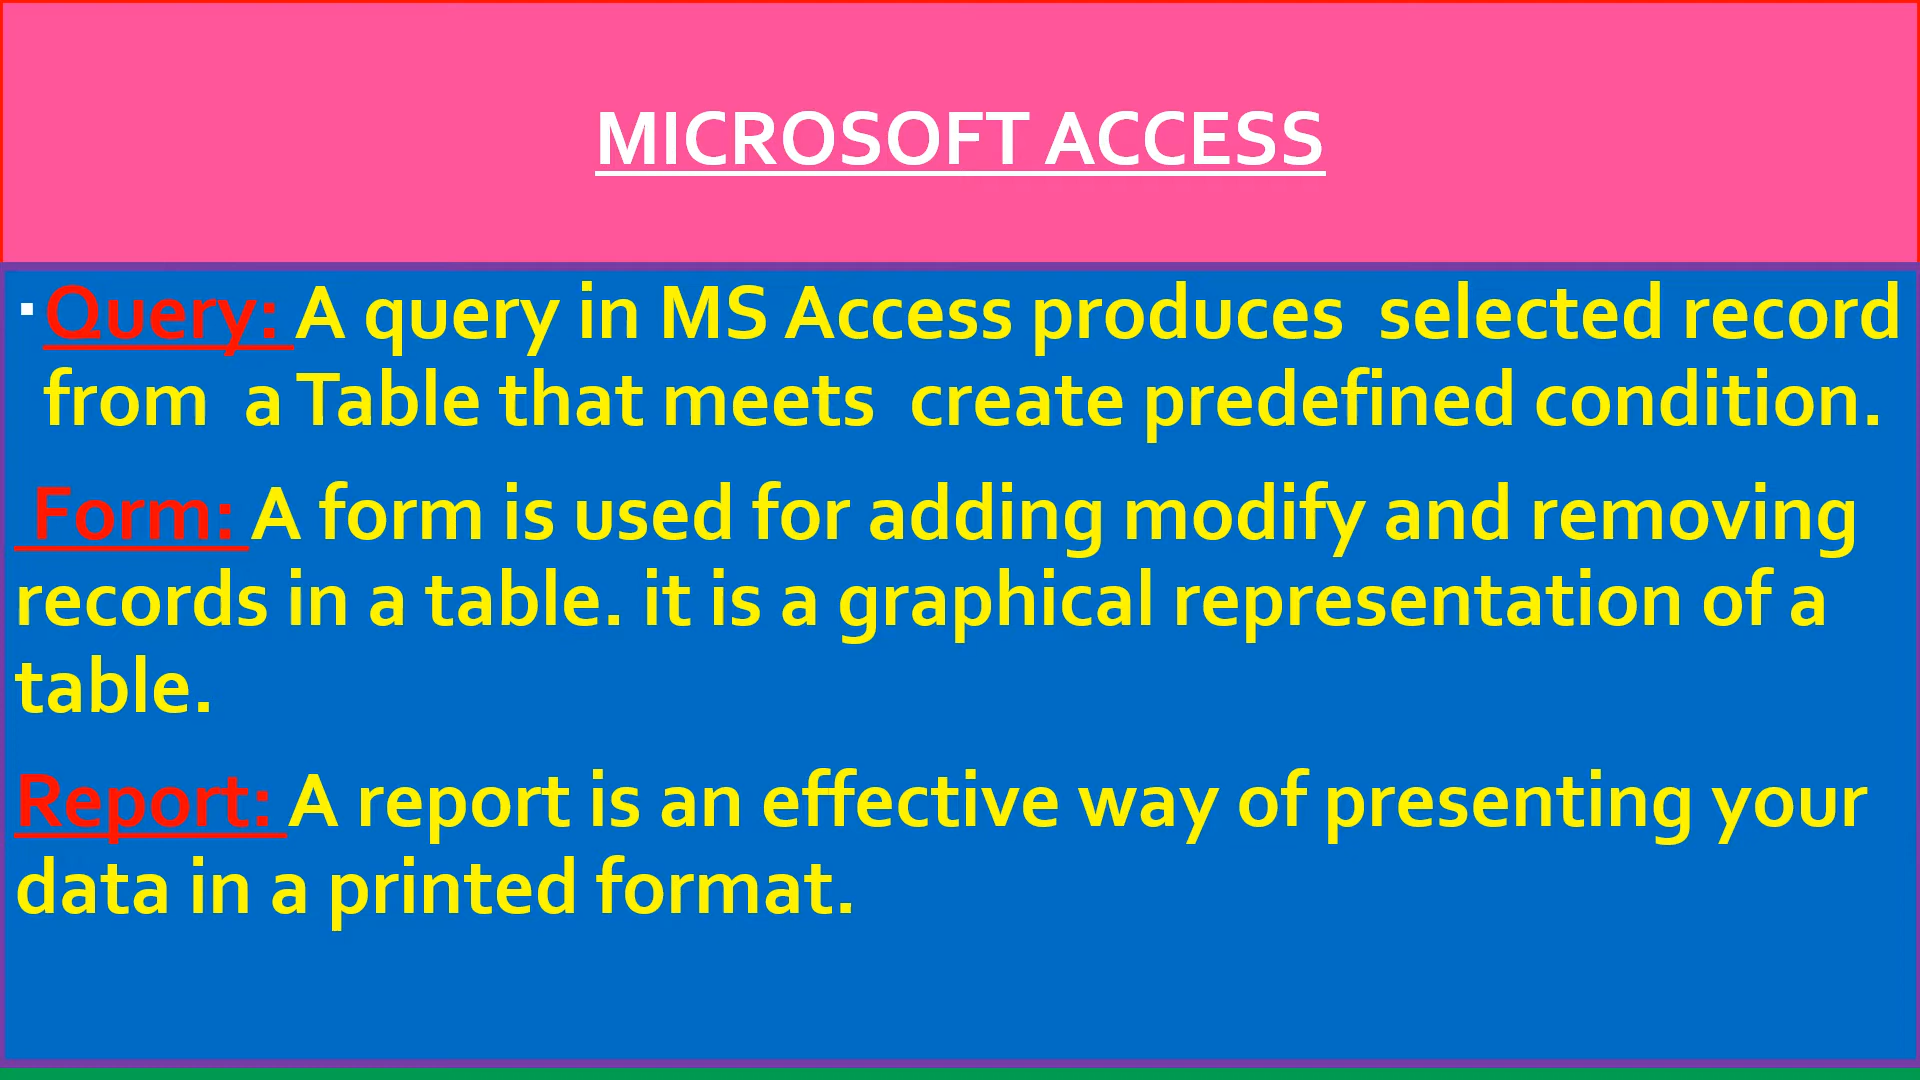 MICROSOFT ACCESS
▪ Query: A query in MS Access produces  selected record
from  a Table that meets  create predefined condition.
Form: A form is used for adding modify and removing
records in a table. it is a graphical representation of a
table.
Report: A report is an effective way of presenting your
data in a printed format.